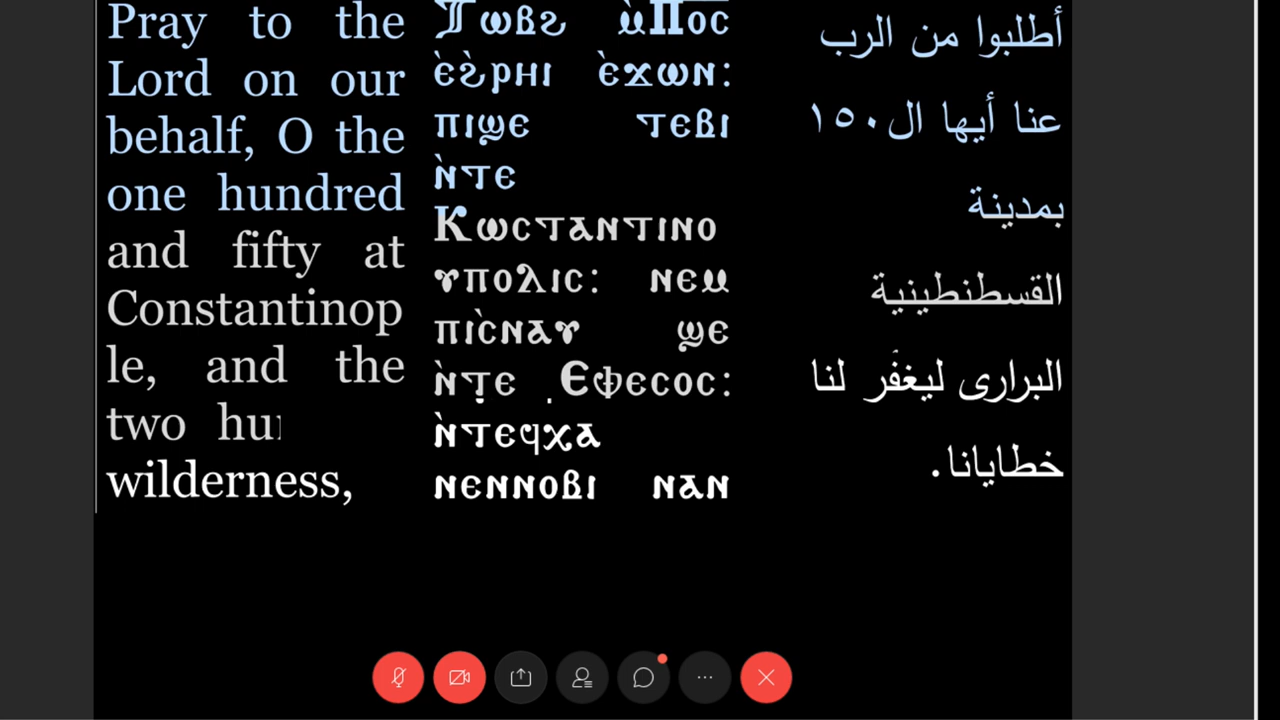 Pray to the
Lord on our
behalf, O the
one hundred
and fifty at
Constantinop
le, and the
two
wilderness,
Ⲧⲱⲃϩ ⲙ̀Ⲡⲟⲥ
ⲉ̀ϩ̀ⲣⲏⲓ ⲉ̀ϫⲱⲛ:
ⲡⲓϣⲉ ⲧⲉⲃⲓ
ⲛ̀ⲧⲉ
Ⲕⲱⲥⲧⲁⲛⲧⲓⲛⲟ
ⲩⲡⲟⲗⲓⲥ: ⲛⲉⲙ
ⲡⲓⲥ̀ⲛⲁⲩ ϣⲉ
ⲛ̀ⲧⲉ Ⲉⲫⲉⲥⲟⲥ:
ⲛ̀ⲧⲉϥⲭⲁ
ⲛⲉⲛⲛⲟⲃⲓ ⲛⲁⲛ
أطلبوا من الرب
عنا أيها ال١٥٠
بمدينة
القسطنطينية
البرارى ليغفر لنا
خطايانا.